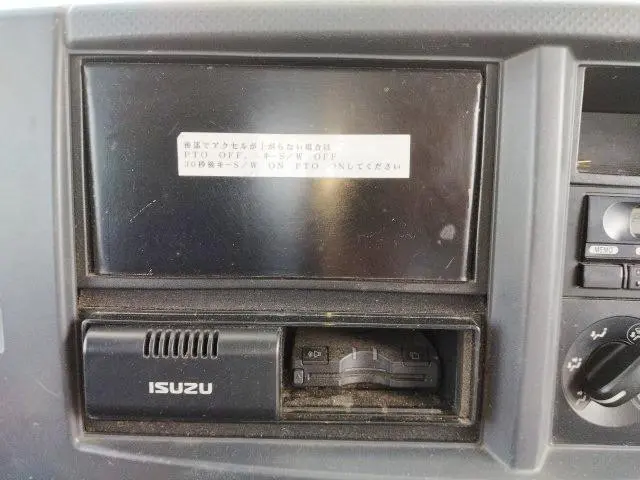 後部でアクセルが上がらない場合は
PTO OFF, キーS/W OFF
30秒後キーS/W ON PTO ONしてください
ISUZU
MEMO